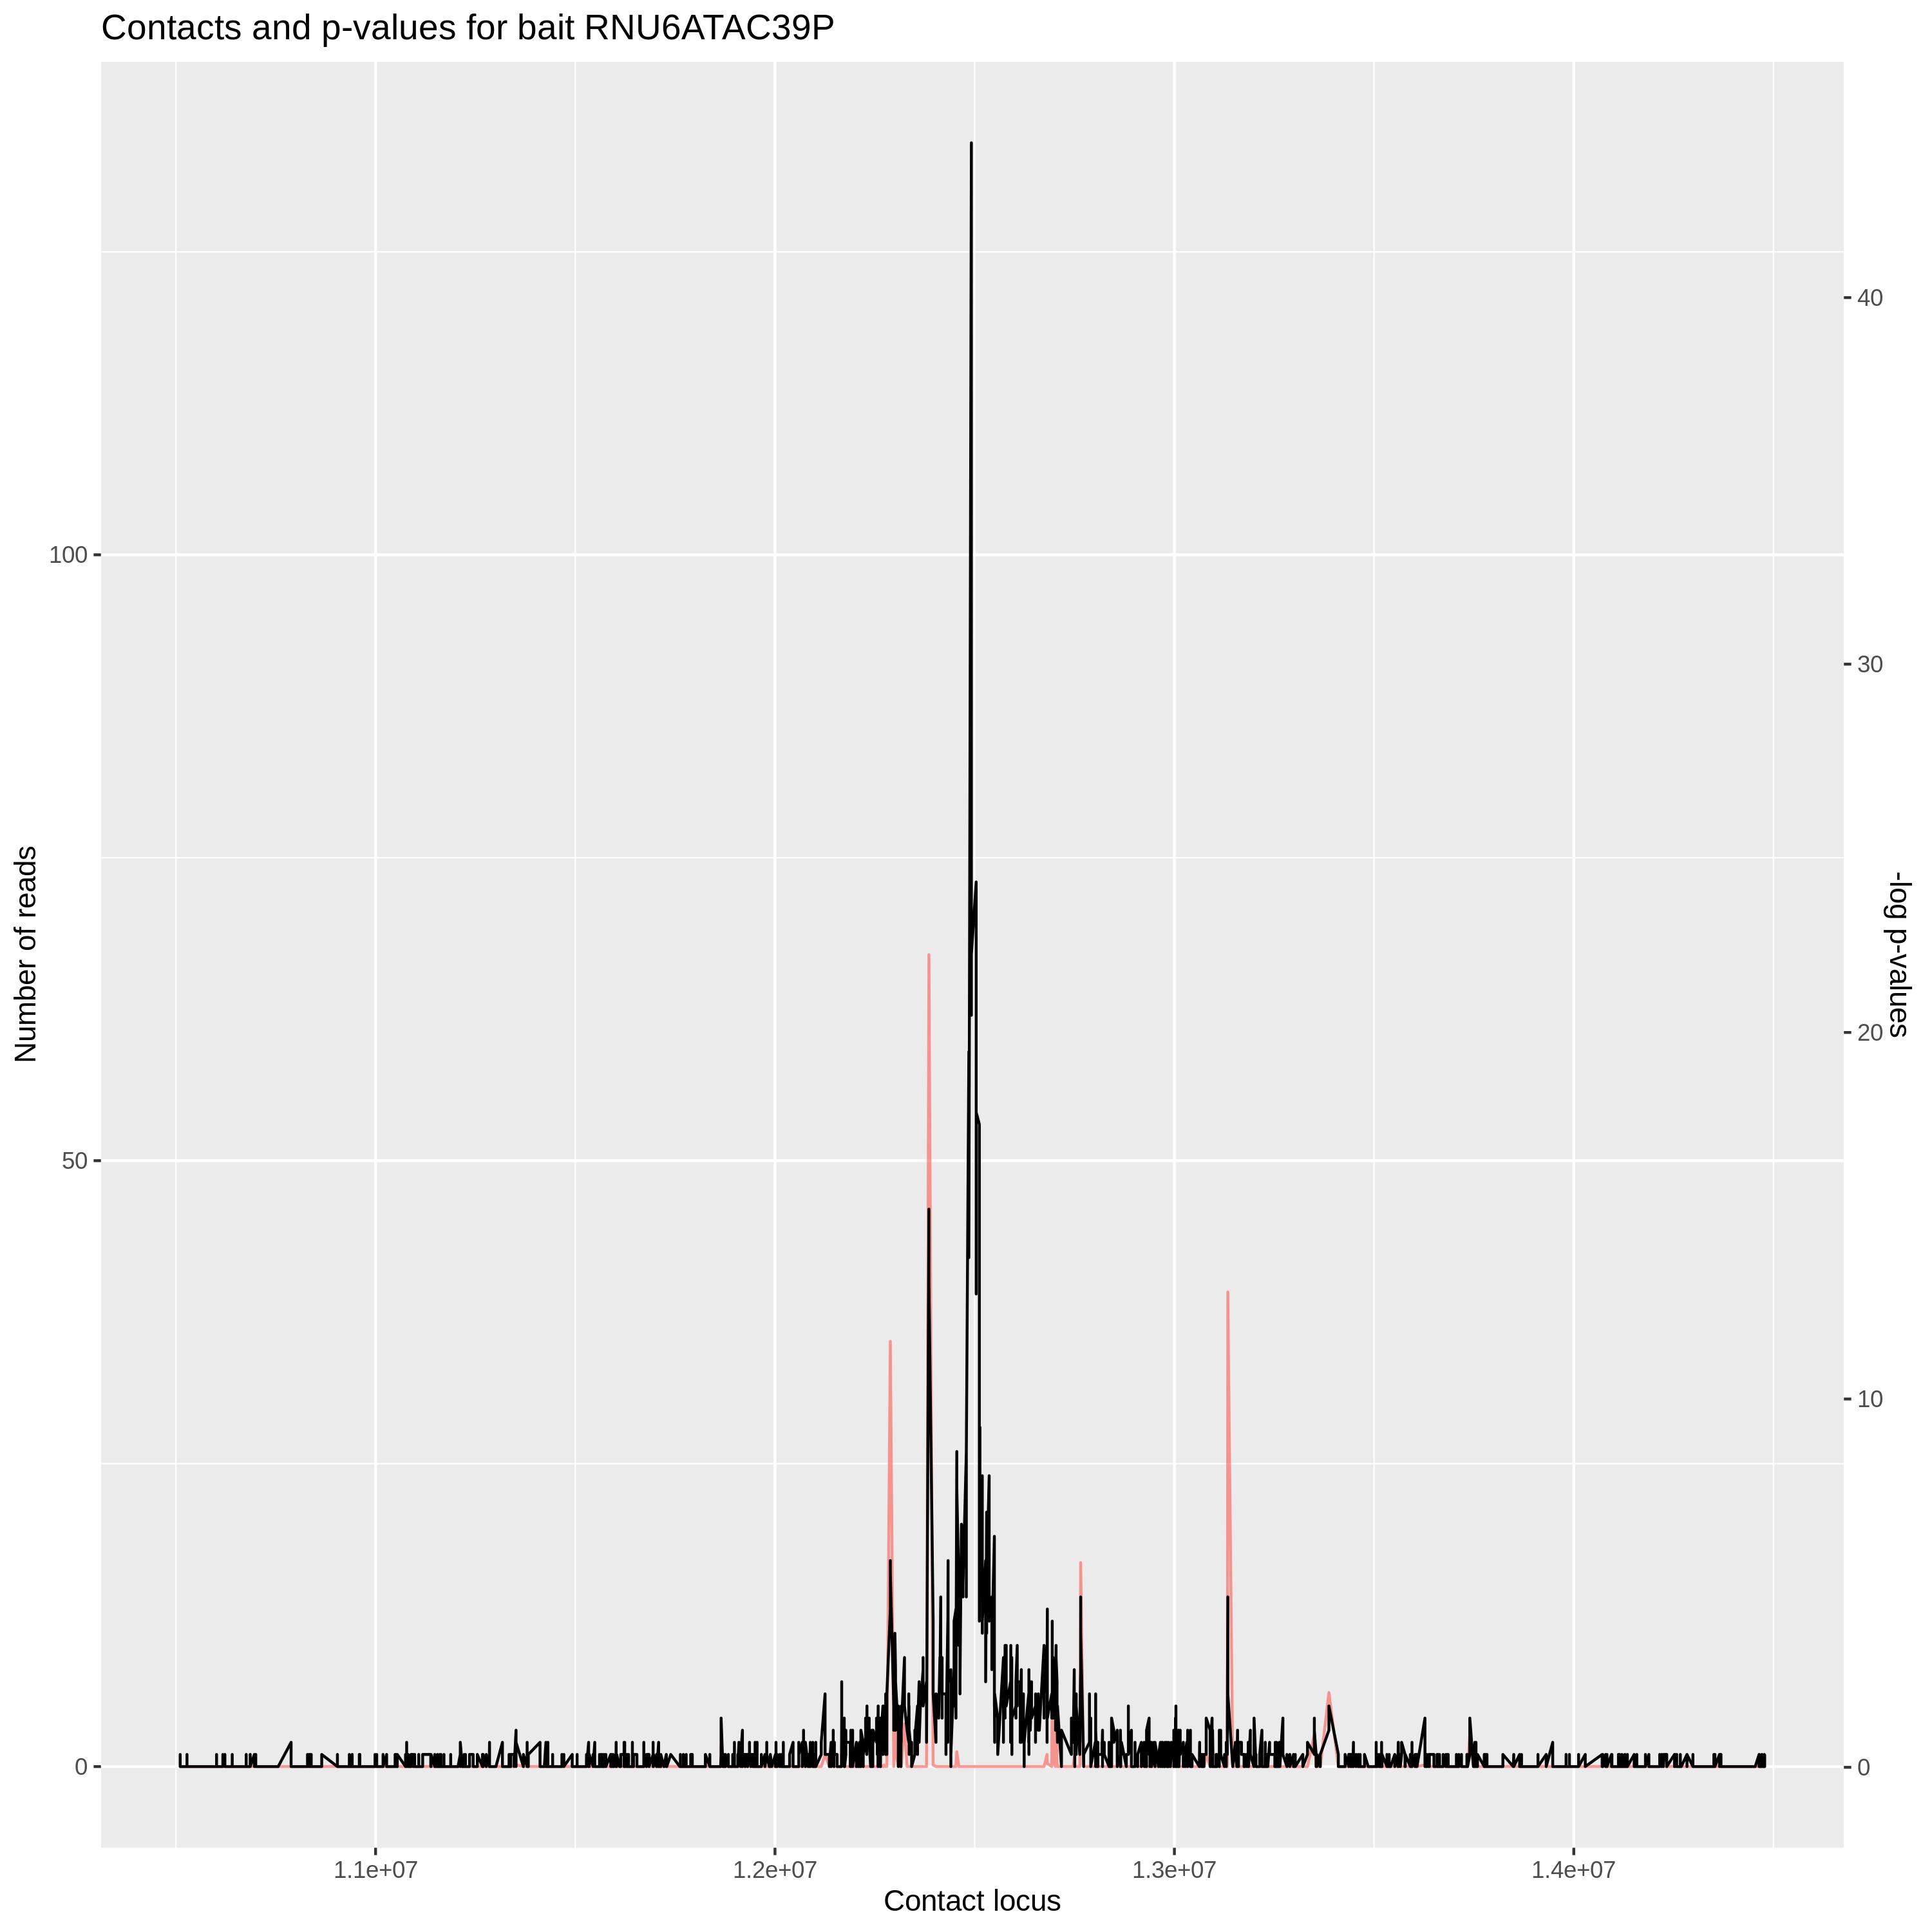 Contacts and p-values for bait RNU6ATAC39P
Number of reads
100
50
0
40
30
20
10
0
-log p-values
1.1e+07 1.2e+07 1.3e+07 1.4e+07
Contact locus